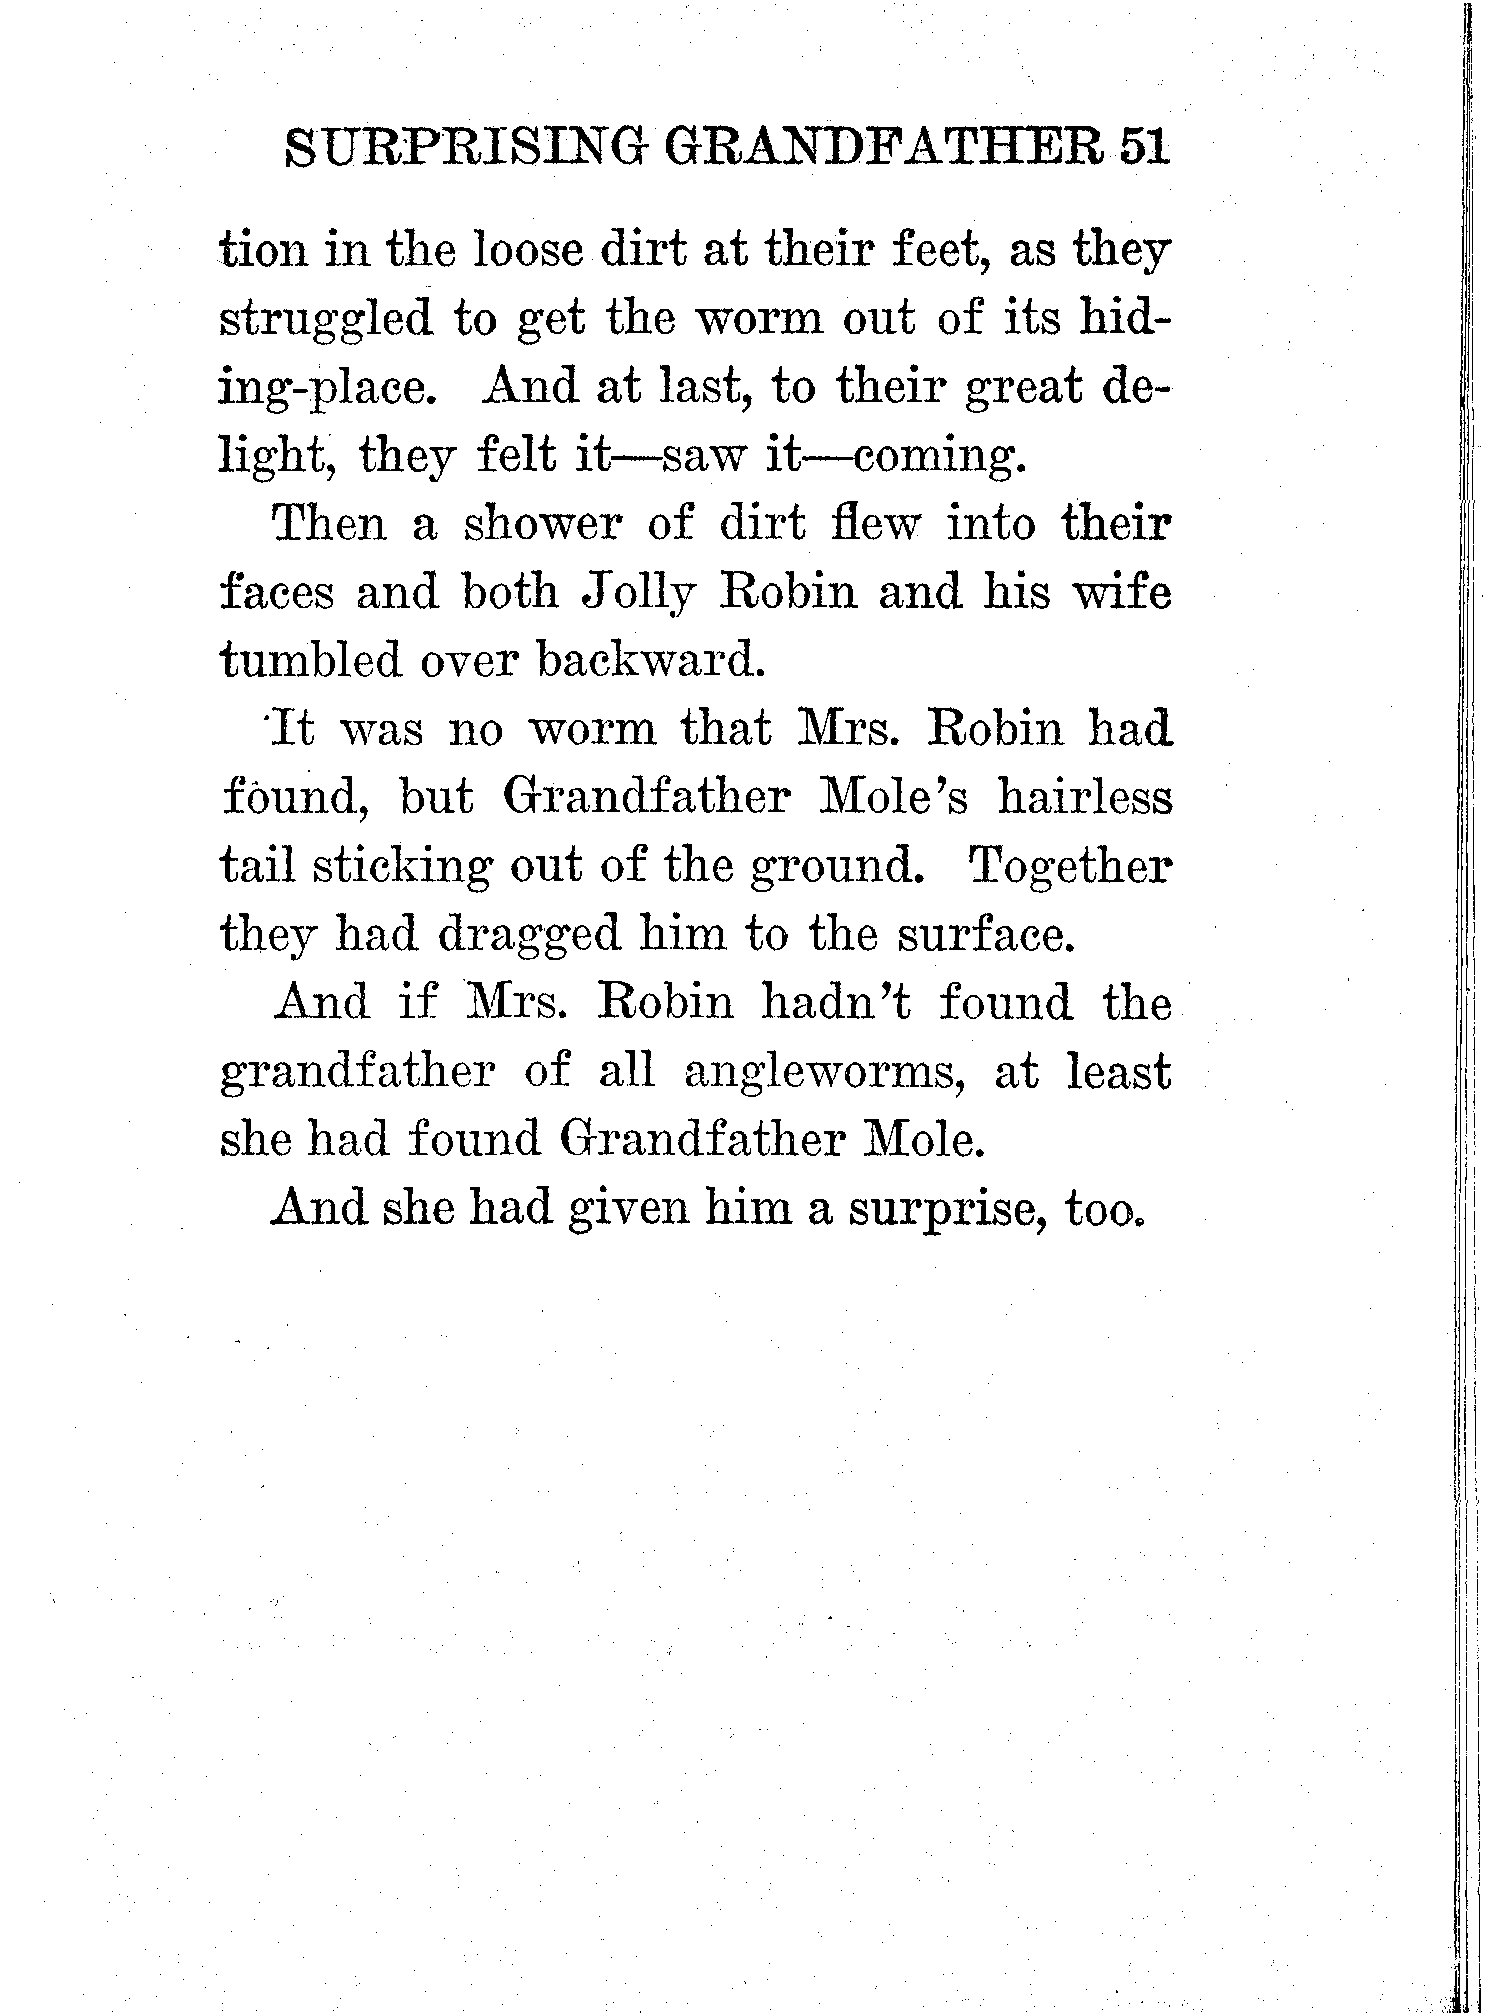 SURPRISING GRANDFATHER 51
tion in the loose dirt at their feet, as they
struggled to get the worm out of its hid-
ing-place. And at last, to their great de-
light, they felt it—saw it—coming.
Then a shower of dirt flew into their
faces and both Jolly Robin and his wife
tumbled over backward.
It was no worm that Mrs. Robin had
found, but Grandfather Mole's hairless
tail sticking out of the ground. Together
they had dragged him to the surface.
And if Mrs. Robin hadn't found the
grandfather of all angleworms, at least
she had found Grandfather Mole.
And she had given him a surprise, too.